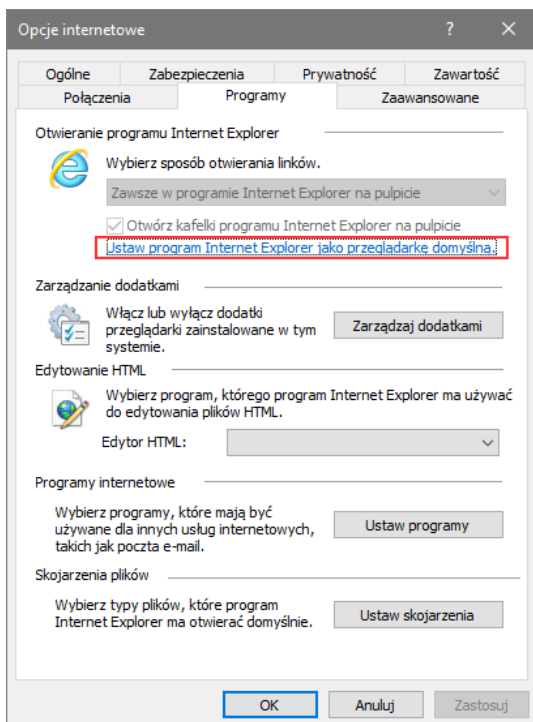 Opcje internetowe
Ogólne Zabezpieczenia Prywatność Zawartość
Połączenia Programy Zaawansowane
Otwieranie programu Internet Explorer
Wybierz sposób otwierania linków.
Zawsze w programie Internet Explorer na pulpicie
Otwórz kafelki programu Internet Explorer na pulpicie
Ustaw program Internet Explorer jako przeglądarkę domyślną.
Zarządzanie dodatkami
Włącz lub wyłącz dodatki
przeglądarki zainstalowane w tym
systemie.
Zarządzaj dodatkami
Edytowanie HTML
Wybierz program, którego program Internet Explorer ma używać
do edytowania plików HTML.
Edytor HTML:
Programy internetowe
Wybierz programy, które mają być
używane dla innych usług internetowych,
takich jak poczta e-mail.
Ustaw programy
Skojarzenia plików
Wybierz typy plików, które program
Internet Explorer ma otwierać domyślnie.
Ustaw skojarzenia
OK Anuluj Zastosuj